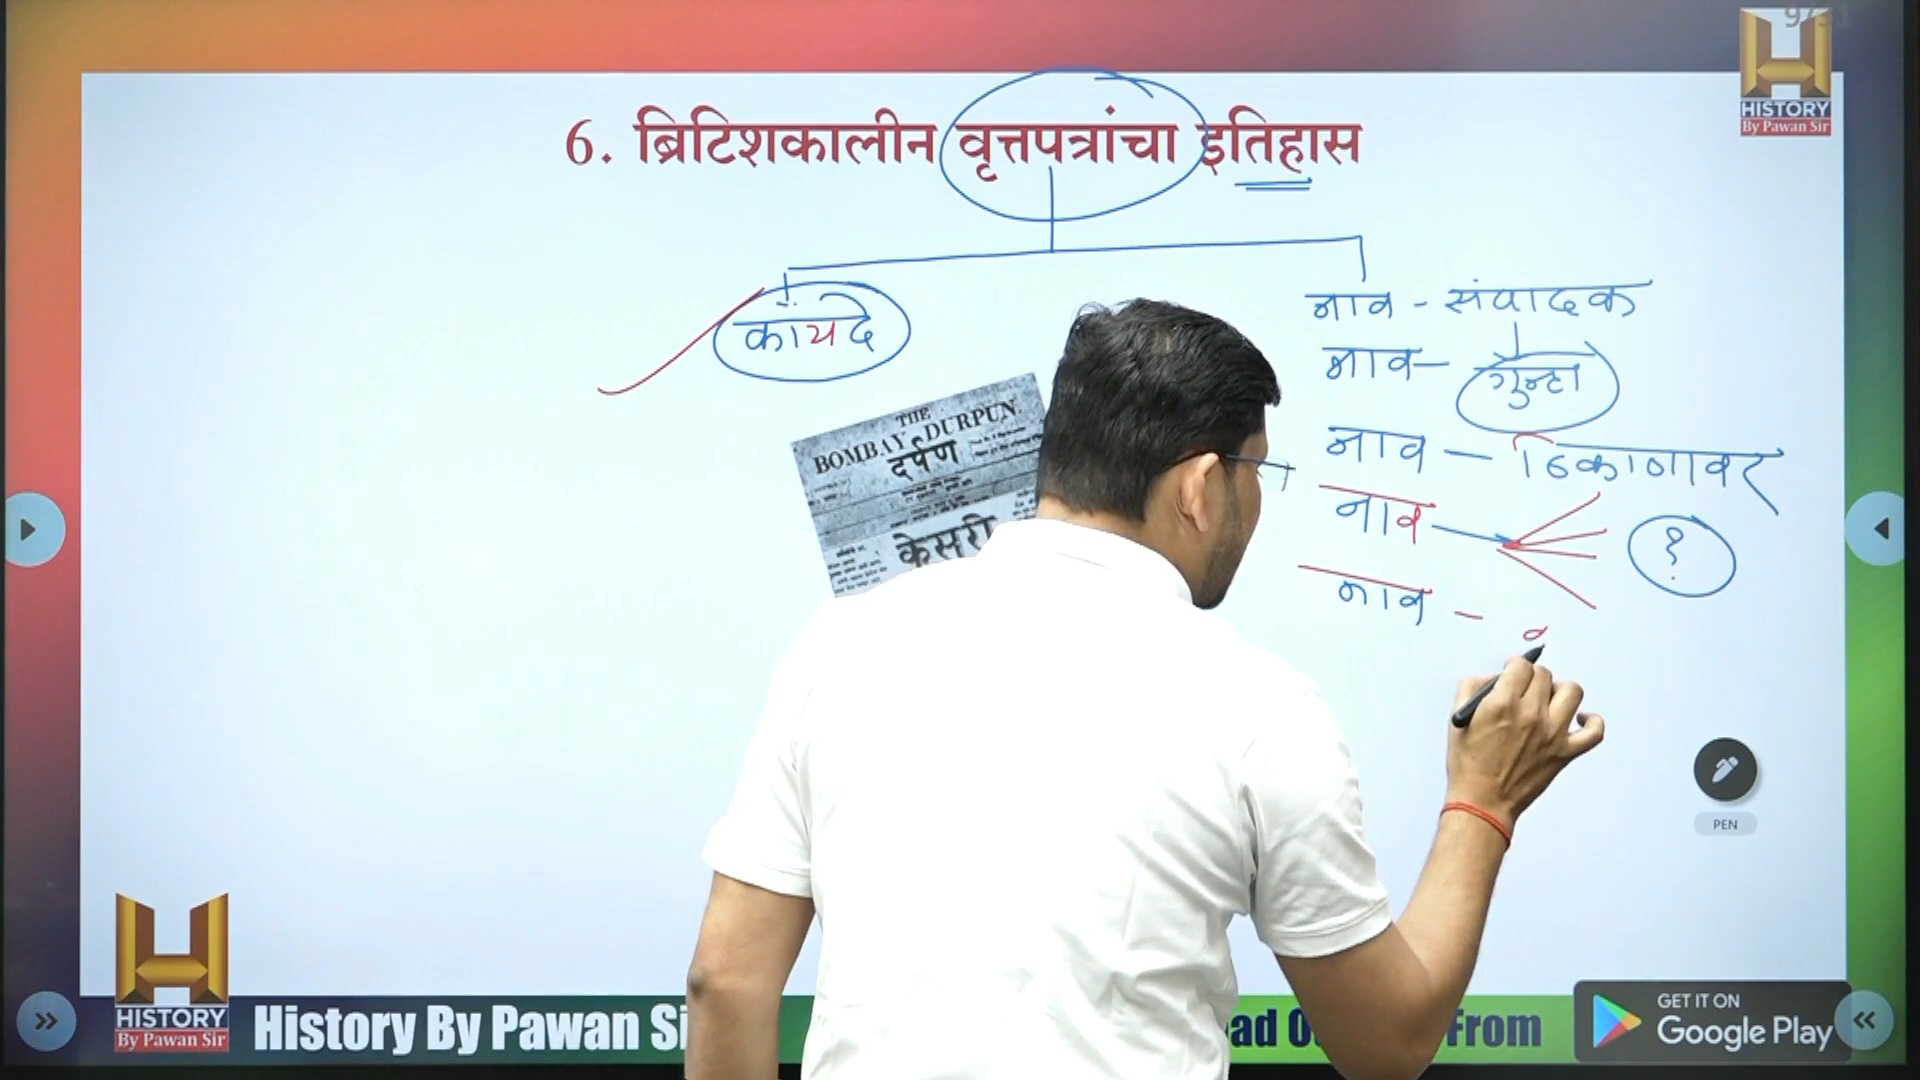 HISTORY
By Pawan Sir
6. ब्रिटिशकालीन वृत्तपत्रांचा इतिहास
कायदे
नाव - संपादक
नाव - गुन्हा
नाव - ठिकाणावर
नाव
?
नाव -
THE
BOMBAY DURPUN.
दर्पण
केसरी
PEN
HISTORY
By Pawan Sir
History By Pawan Si
From
GET IT ON
Google Play